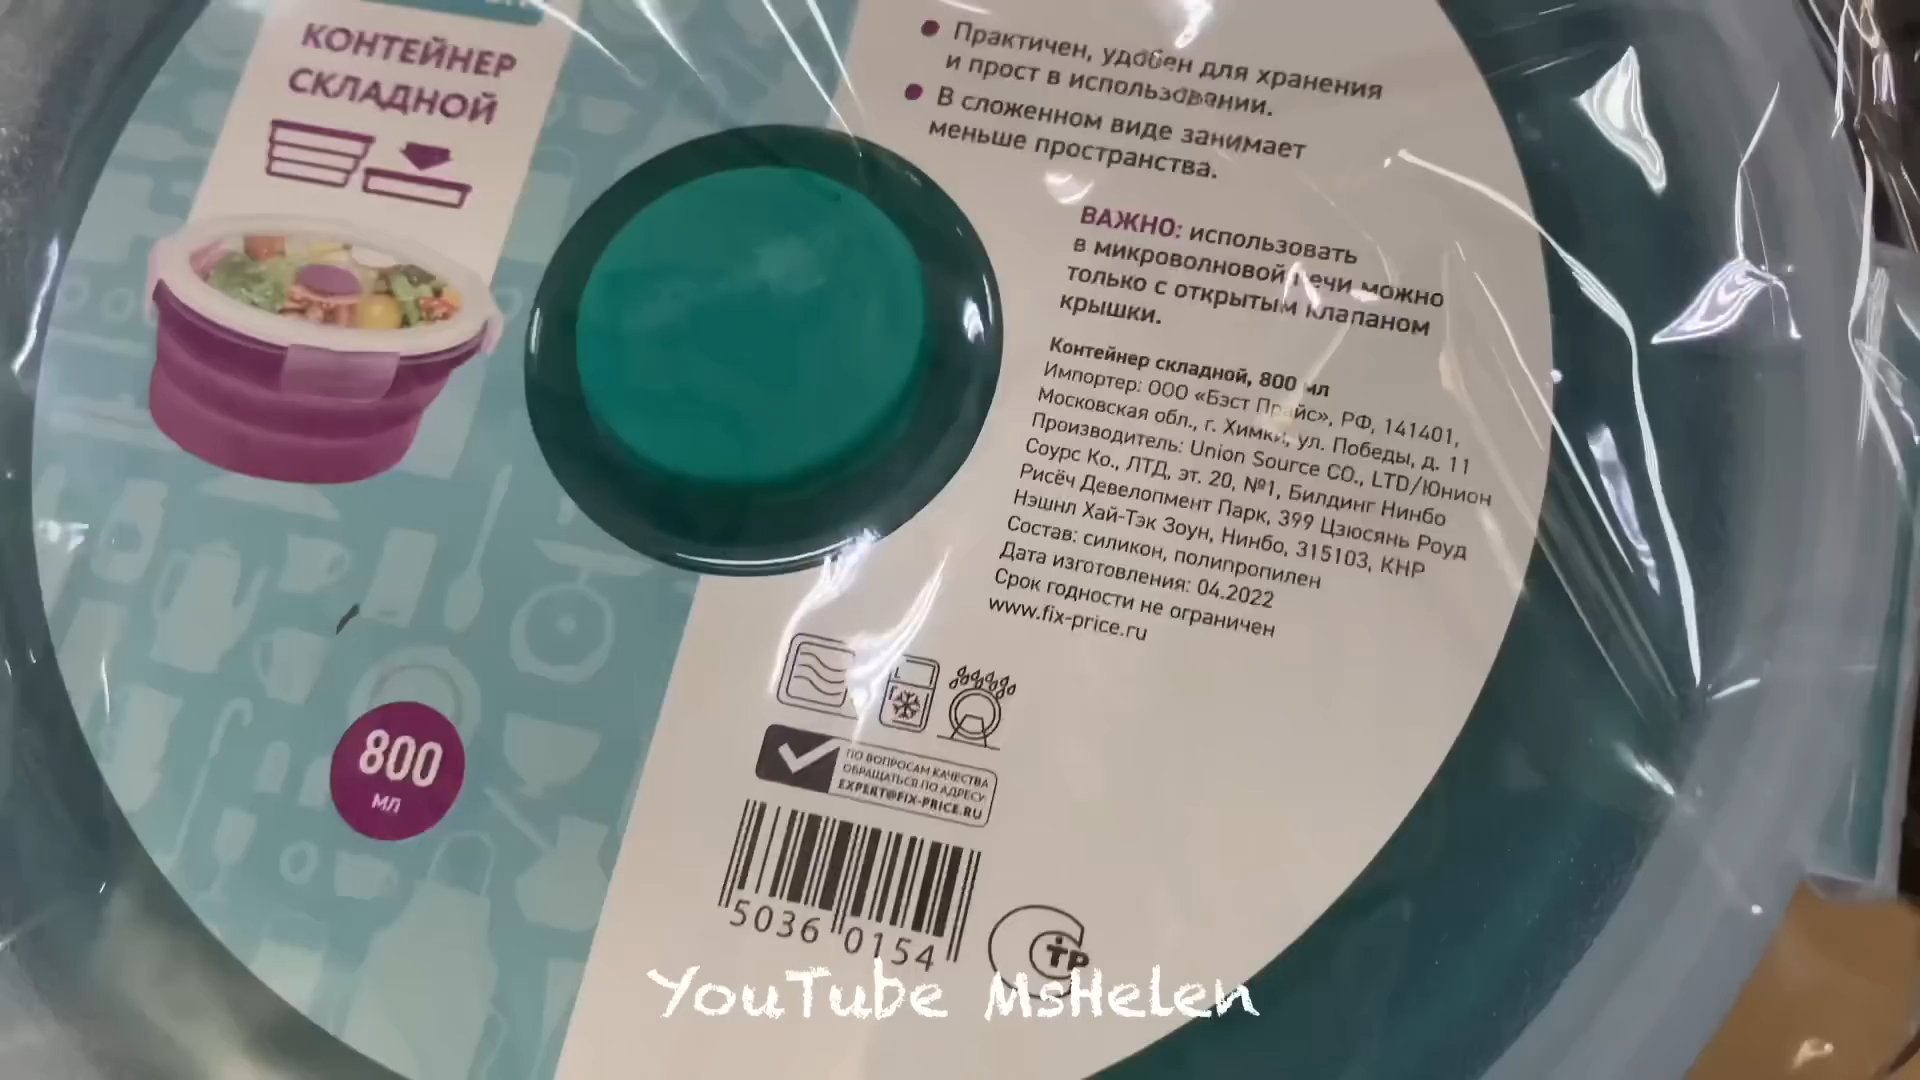 КОНТЕЙНЕР
СКЛАДНОЙ
800
мл
Практичен, удобен для хранения
и прост в использовании.
В сложенном виде занимает
меньше пространства.
ВАЖНО: использовать
в микроволновой печи можно
только с открытым клапаном
крышки.
Контейнер складной, 800 мл
Импортер: ООО «Бэст Прайс», РФ, 141401,
Московская обл., г. Химки, ул. Победы, д. 11
Производитель: Union Source CO., LTD/Юнион
Соурс Ко., ЛТД, эт. 20, №1, Билдинг Нинбо
Рисёч Девелопмент Парк, 399 Цзюсянь Роуд
Нэшнл Хай-Тэк Зоун, Нинбо, 315103, КНР
Состав: силикон, полипропилен
Дата изготовления: 04.2022
Срок годности не ограничен
www.fix-price.ru
ПО ВОПРОСАМ КАЧЕСТВА
ОБРАЩАТЬСЯ ПО АДРЕСУ:
EXPERT@FIX-PRICE.RU
5036 0154
СТР
YouTube MsHelen